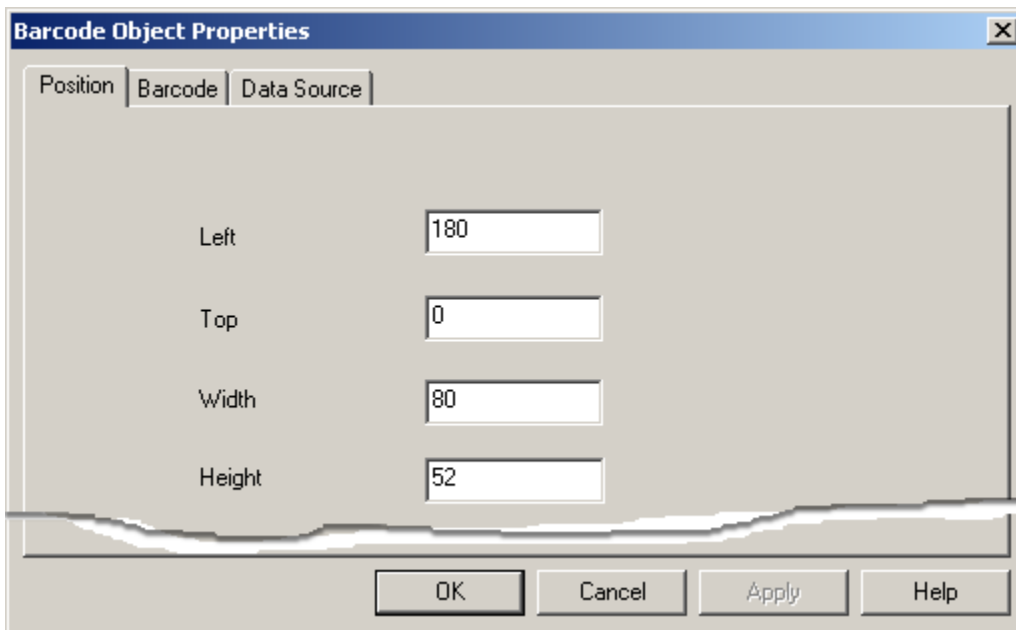 Barcode Object Properties
Position Barcode Data Source
Left 180
Top 0
Width 80
Height 52
OK Cancel Apply Help